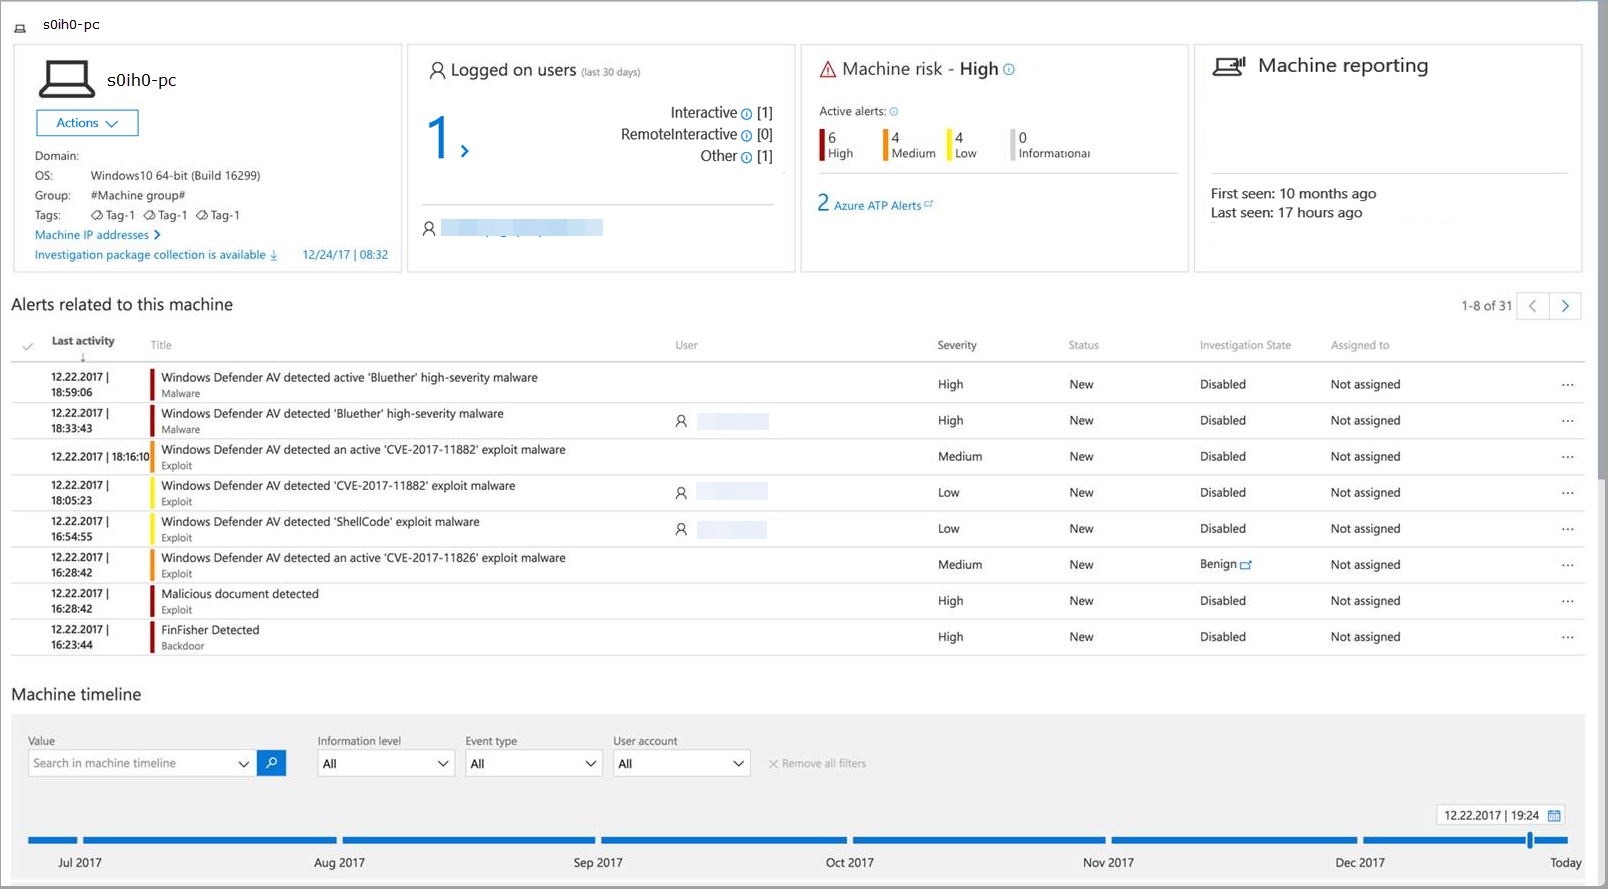 s0ih0-pc
s0ih0-pc
Actions
Domain:
OS: Windows10 64-bit (Build 16299)
Group: #Machine group#
Tags: Tag-1 Tag-1 Tag-1
Machine IP addresses
Investigation package collection is available 12/24/17 | 08:32
Logged on users (last 30 days)
1
Interactive [1]
RemoteInteractive [0]
Other [1]
Machine risk - High
Active alerts:
6 High
4 Medium
4 Low
0 Informational
2 Azure ATP Alerts
Machine reporting
First seen: 10 months ago
Last seen: 17 hours ago
Alerts related to this machine
1-8 of 31
Last activity Title User Severity Status Investigation State Assigned to
12.22.2017 | 18:59:06 Windows Defender AV detected active 'Bluether' high-severity malware High New Disabled Not assigned ...
Malware
12.22.2017 | 18:33:43 Windows Defender AV detected 'Bluether' high-severity malware High New Disabled Not assigned ...
Malware
12.22.2017 | 18:16:10 Windows Defender AV detected an active 'CVE-2017-11882' exploit malware Medium New Disabled Not assigned ...
Exploit
12.22.2017 | 18:05:23 Windows Defender AV detected 'CVE-2017-11882' exploit malware Low New Disabled Not assigned ...
Exploit
12.22.2017 | 16:54:55 Windows Defender AV detected 'ShellCode' exploit malware Low New Disabled Not assigned ...
Exploit
12.22.2017 | 16:28:42 Windows Defender AV detected an active 'CVE-2017-11826' exploit malware Medium New Benign Not assigned ...
Exploit
12.22.2017 | 16:28:42 Malicious document detected High New Disabled Not assigned ...
Exploit
12.22.2017 | 16:23:44 FinFisher Detected High New Disabled Not assigned ...
Backdoor
Machine timeline
Value Information level Event type User account
Search in machine timeline All All All Remove all filters
12.22.2017 | 19:24
Jul 2017 Aug 2017 Sep 2017 Oct 2017 Nov 2017 Dec 2017 Today